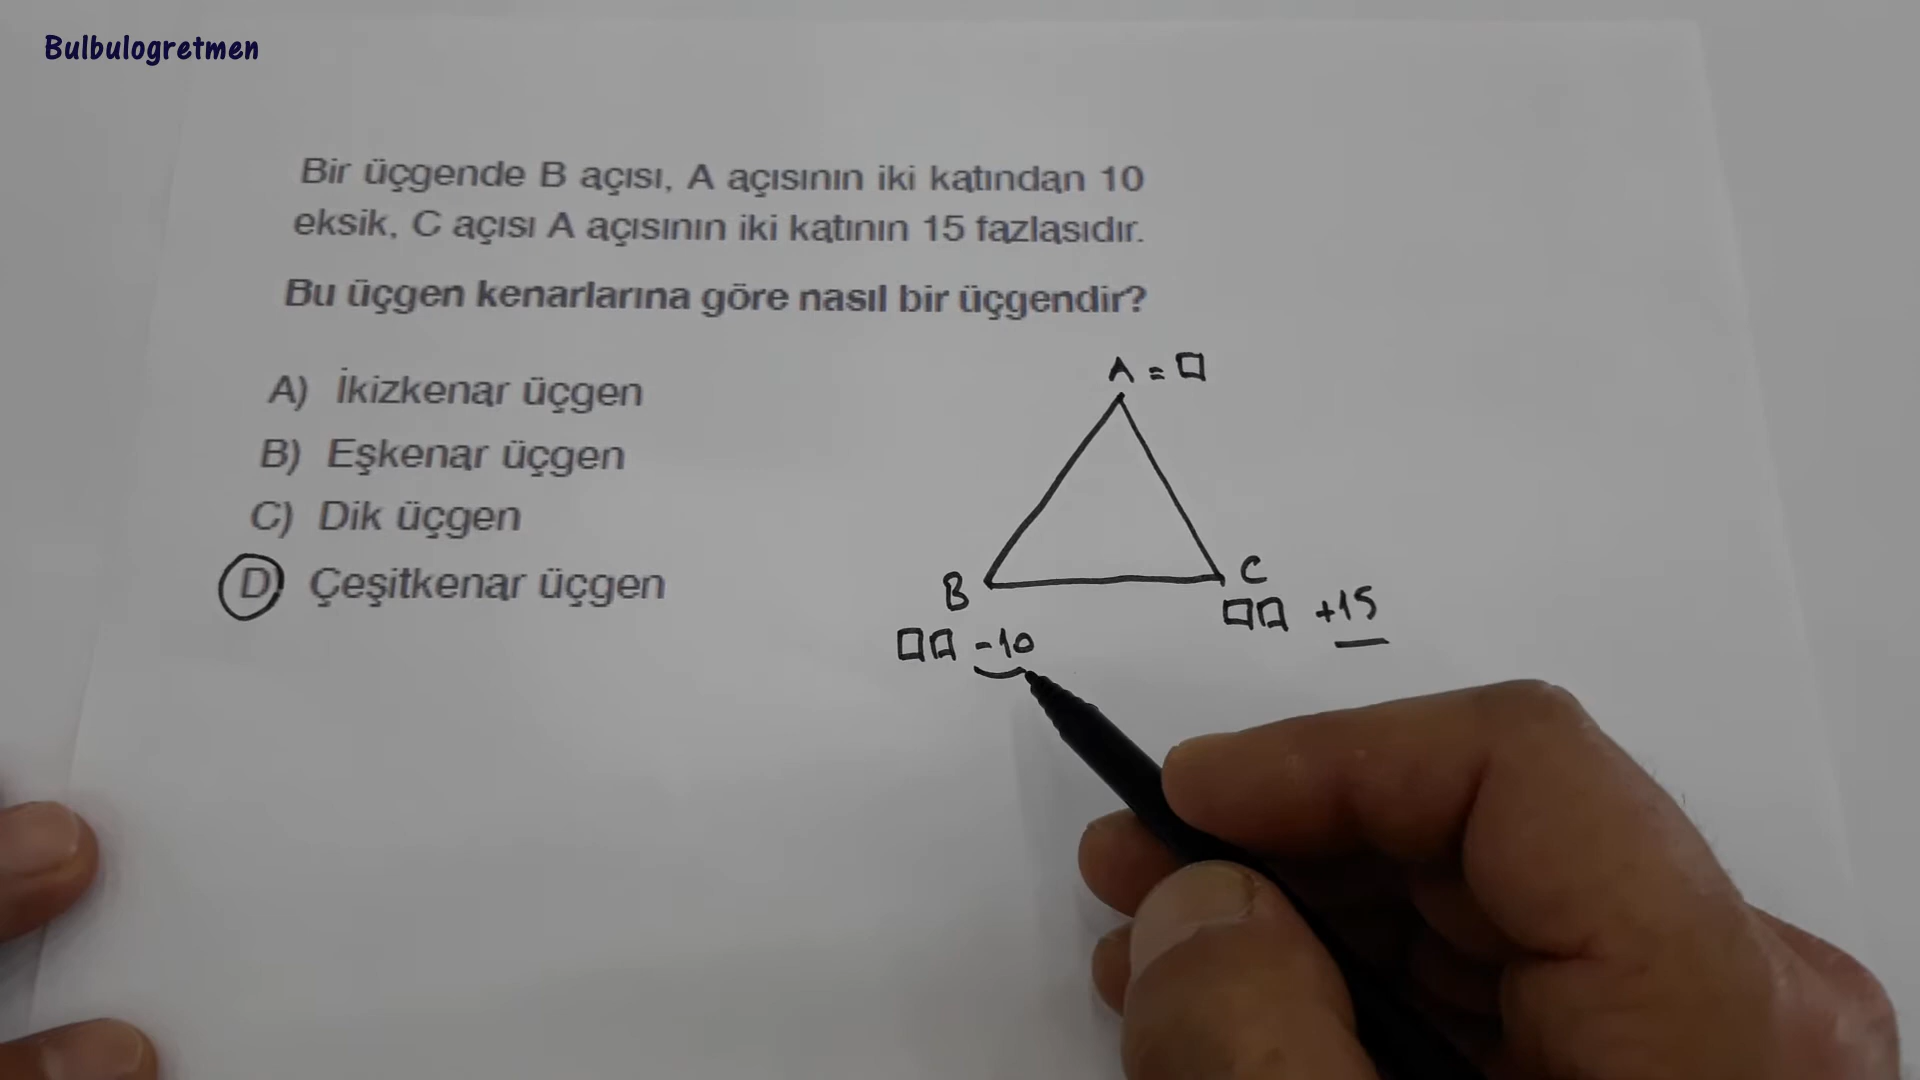 Bulbulogretmen
Bir üçgende B açısı, A açısının iki katından 10
eksik, C açısı A açısının iki katının 15 fazlasıdır.
Bu üçgen kenarlarına göre nasıl bir üçgendir?
A) İkizkenar üçgen
B) Eşkenar üçgen
C) Dik üçgen
D) Çeşitkenar üçgen
A = □
B
C
□□ +15
□□ -10